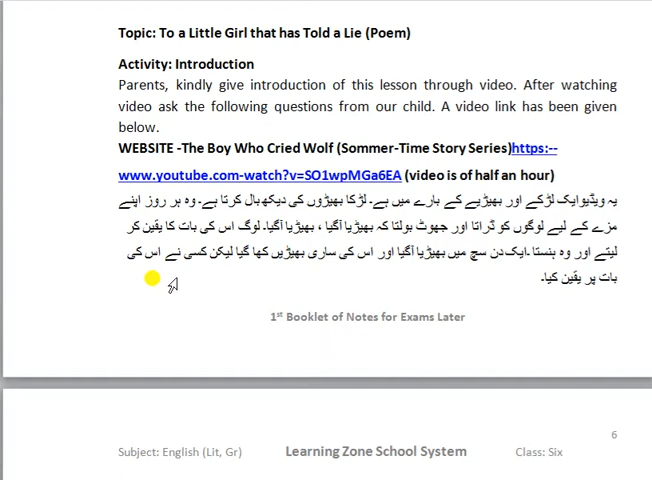 Topic: To a Little Girl that has Told a Lie (Poem)
Activity: Introduction
Parents, kindly give introduction of this lesson through video. After watching
video ask the following questions from our child. A video link has been given
below.
WEBSITE -The Boy Who Cried Wolf (Sommer-Time Story Series)https:--
www.youtube.com-watch?v=SO1wpMGa6EA (video is of half an hour)
یہ ویڈیوایک لڑکے اور بھیڑیے کے بارے میں ہے۔ لڑکا بھیڑوں کی دیکھ بال کرتا ہے۔ وہ ہر روز اپنے
مزے کے لیے لوگوں کو ڈراتا اور جھوٹ بولتا کہ بھیڑیا آگیا ، بھیڑیا آگیا۔ لوگ اس کی بات کا یقین کر
لیتے اور وہ ہنستا ۔ایک دن سچ میں بھیڑیا آگیا اور اس کی ساری بھیڑیں کھا گیا لیکن کسی نے اس کی
بات پر یقین کیا۔
1st Booklet of Notes for Exams Later
6
Subject: English (Lit, Gr) Learning Zone School System Class: Six